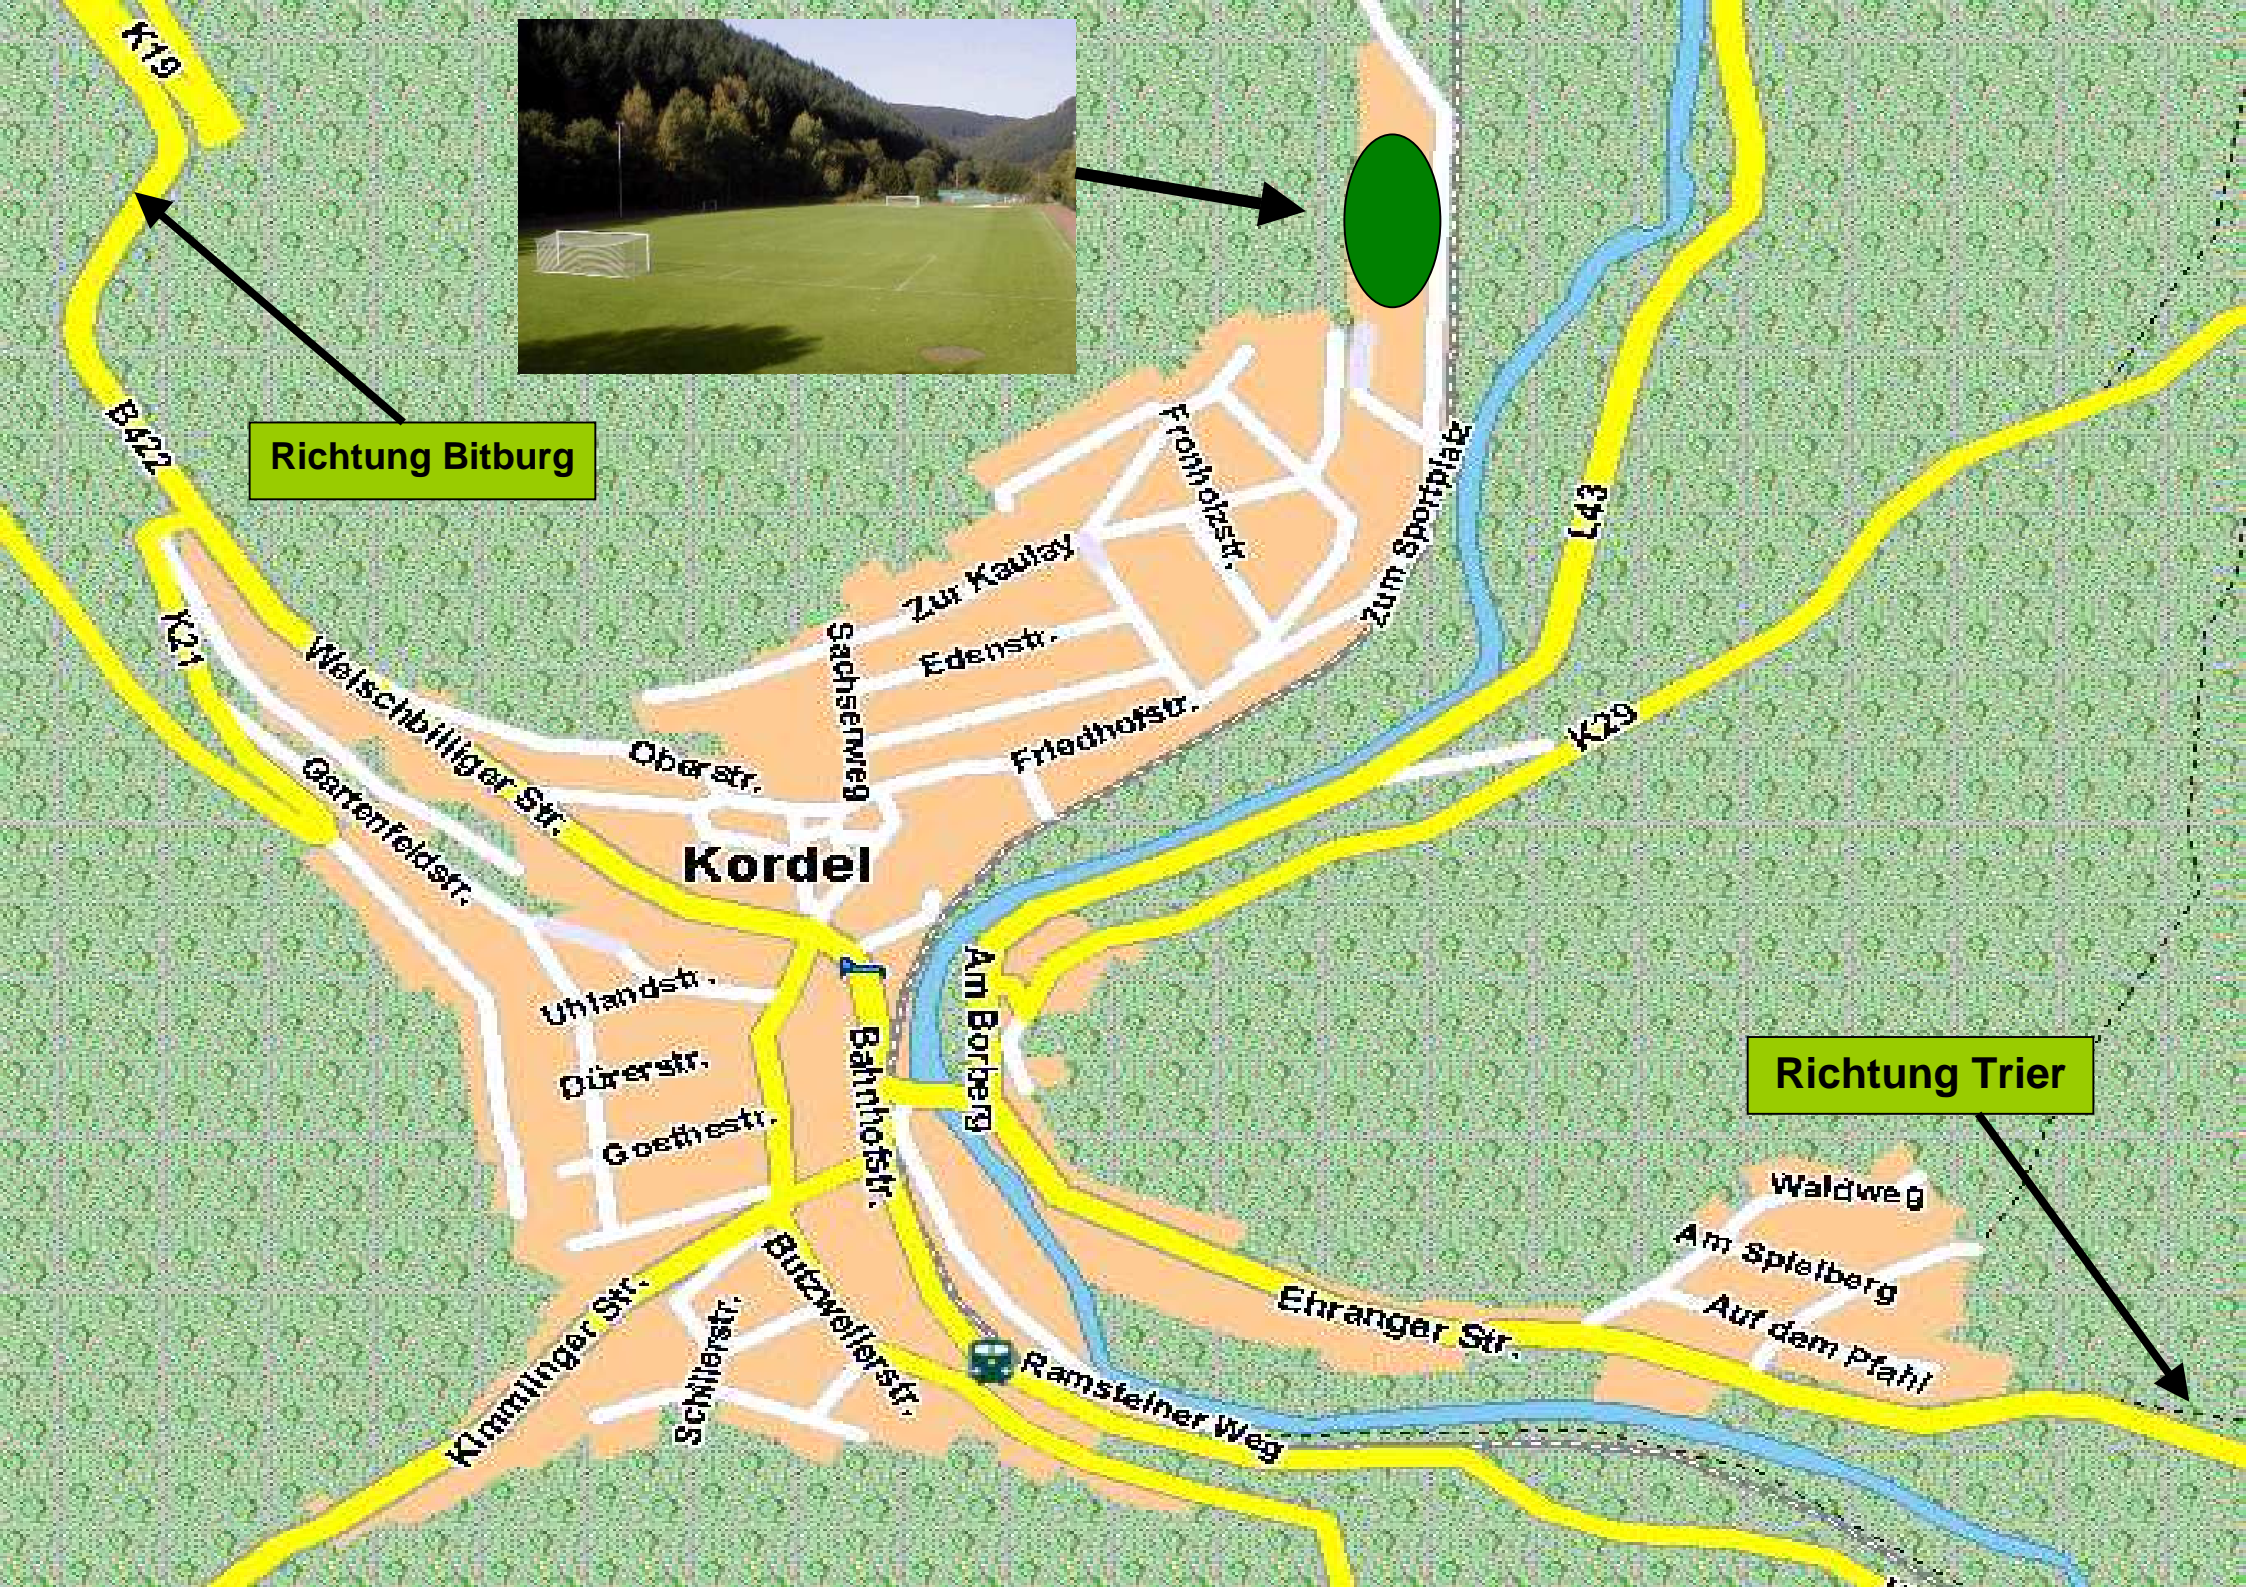 K19
Richtung Bitburg
B422
Fronholzstr.
Zum Sportplatz
L43
Zur Kaulay
K21
Edenstr.
Sachsenweg
Welschbilliger Str.
Friedhofstr.
K29
Oberstr.
Gartenfeldstr.
Kordel
Am Borberg
Uhlandstr.
Bahnhofstr.
Dürerstr.
Richtung Trier
Goethestr.
Waldweg
Am Spielberg
Butzweilerstr.
Kimmlinger Str.
Ehranger Str.
Auf dem Pfahl
Schillerstr.
Ramsteiner Weg